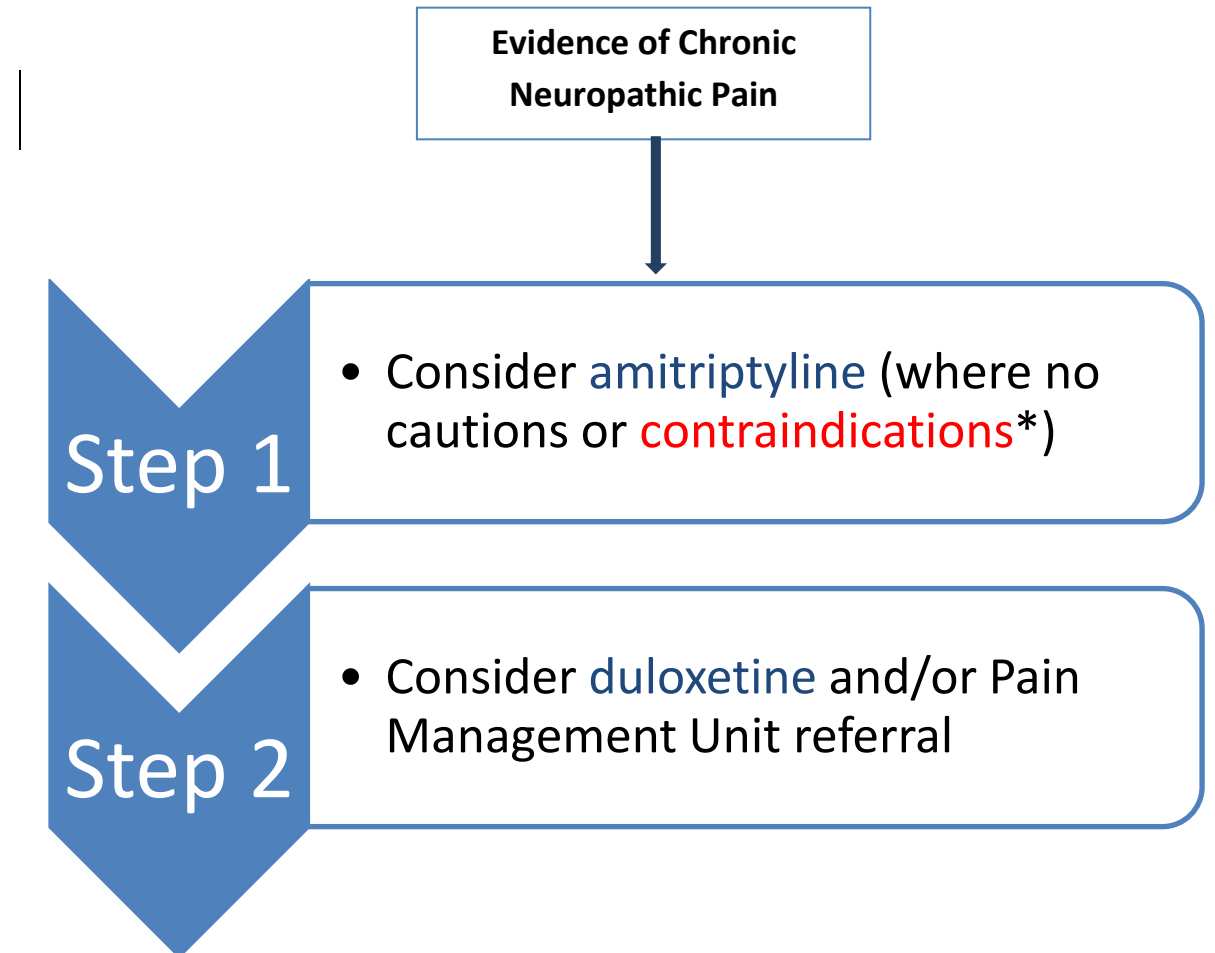 Evidence of Chronic
Neuropathic Pain
Step 1
• Consider amitriptyline (where no
cautions or contraindications*)
Step 2
• Consider duloxetine and/or Pain
Management Unit referral